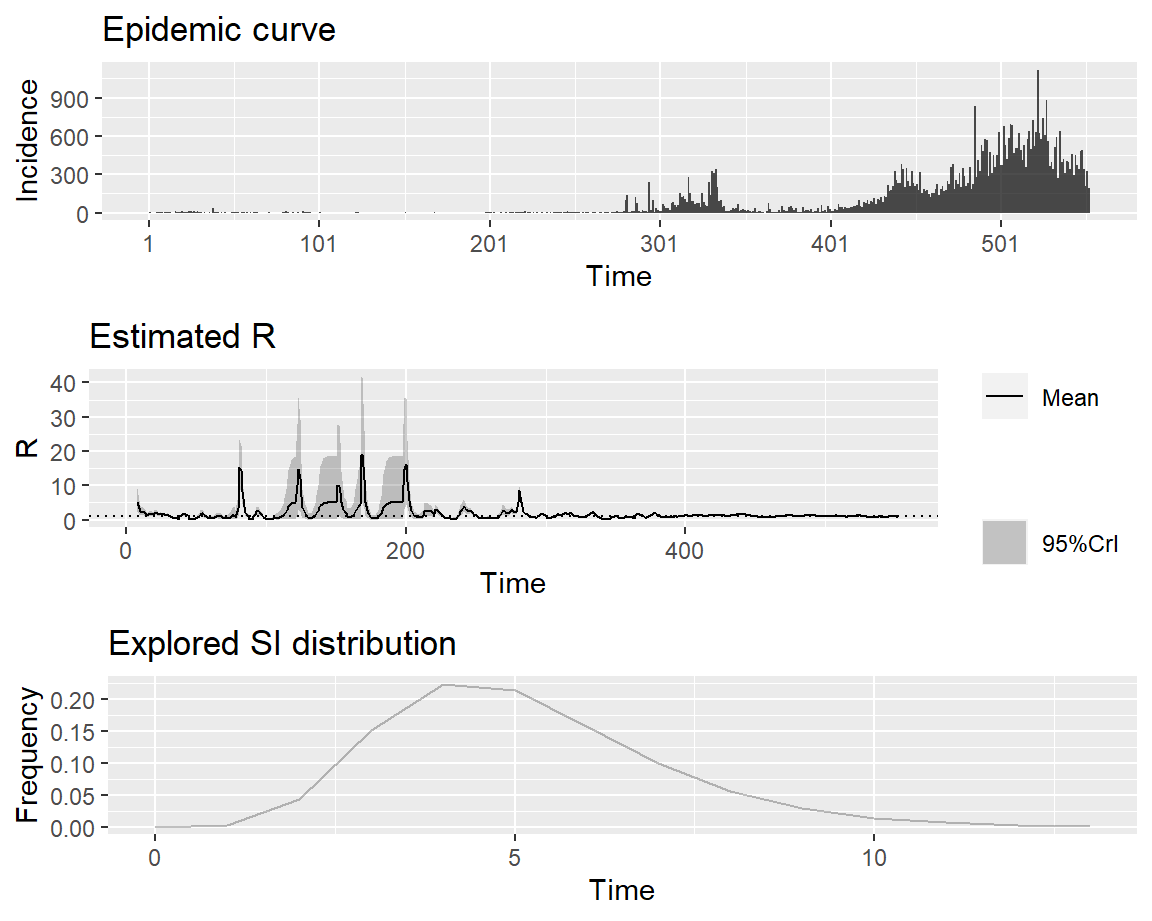 Epidemic curve
Incidence
900
600
300
0
1 101 201 301 401 501
Time
Estimated R
R
40
30
20
10
0
0 200 400
Time
Mean
95%CrI
Explored SI distribution
Frequency
0.20
0.15
0.10
0.05
0.00
0 5 10
Time